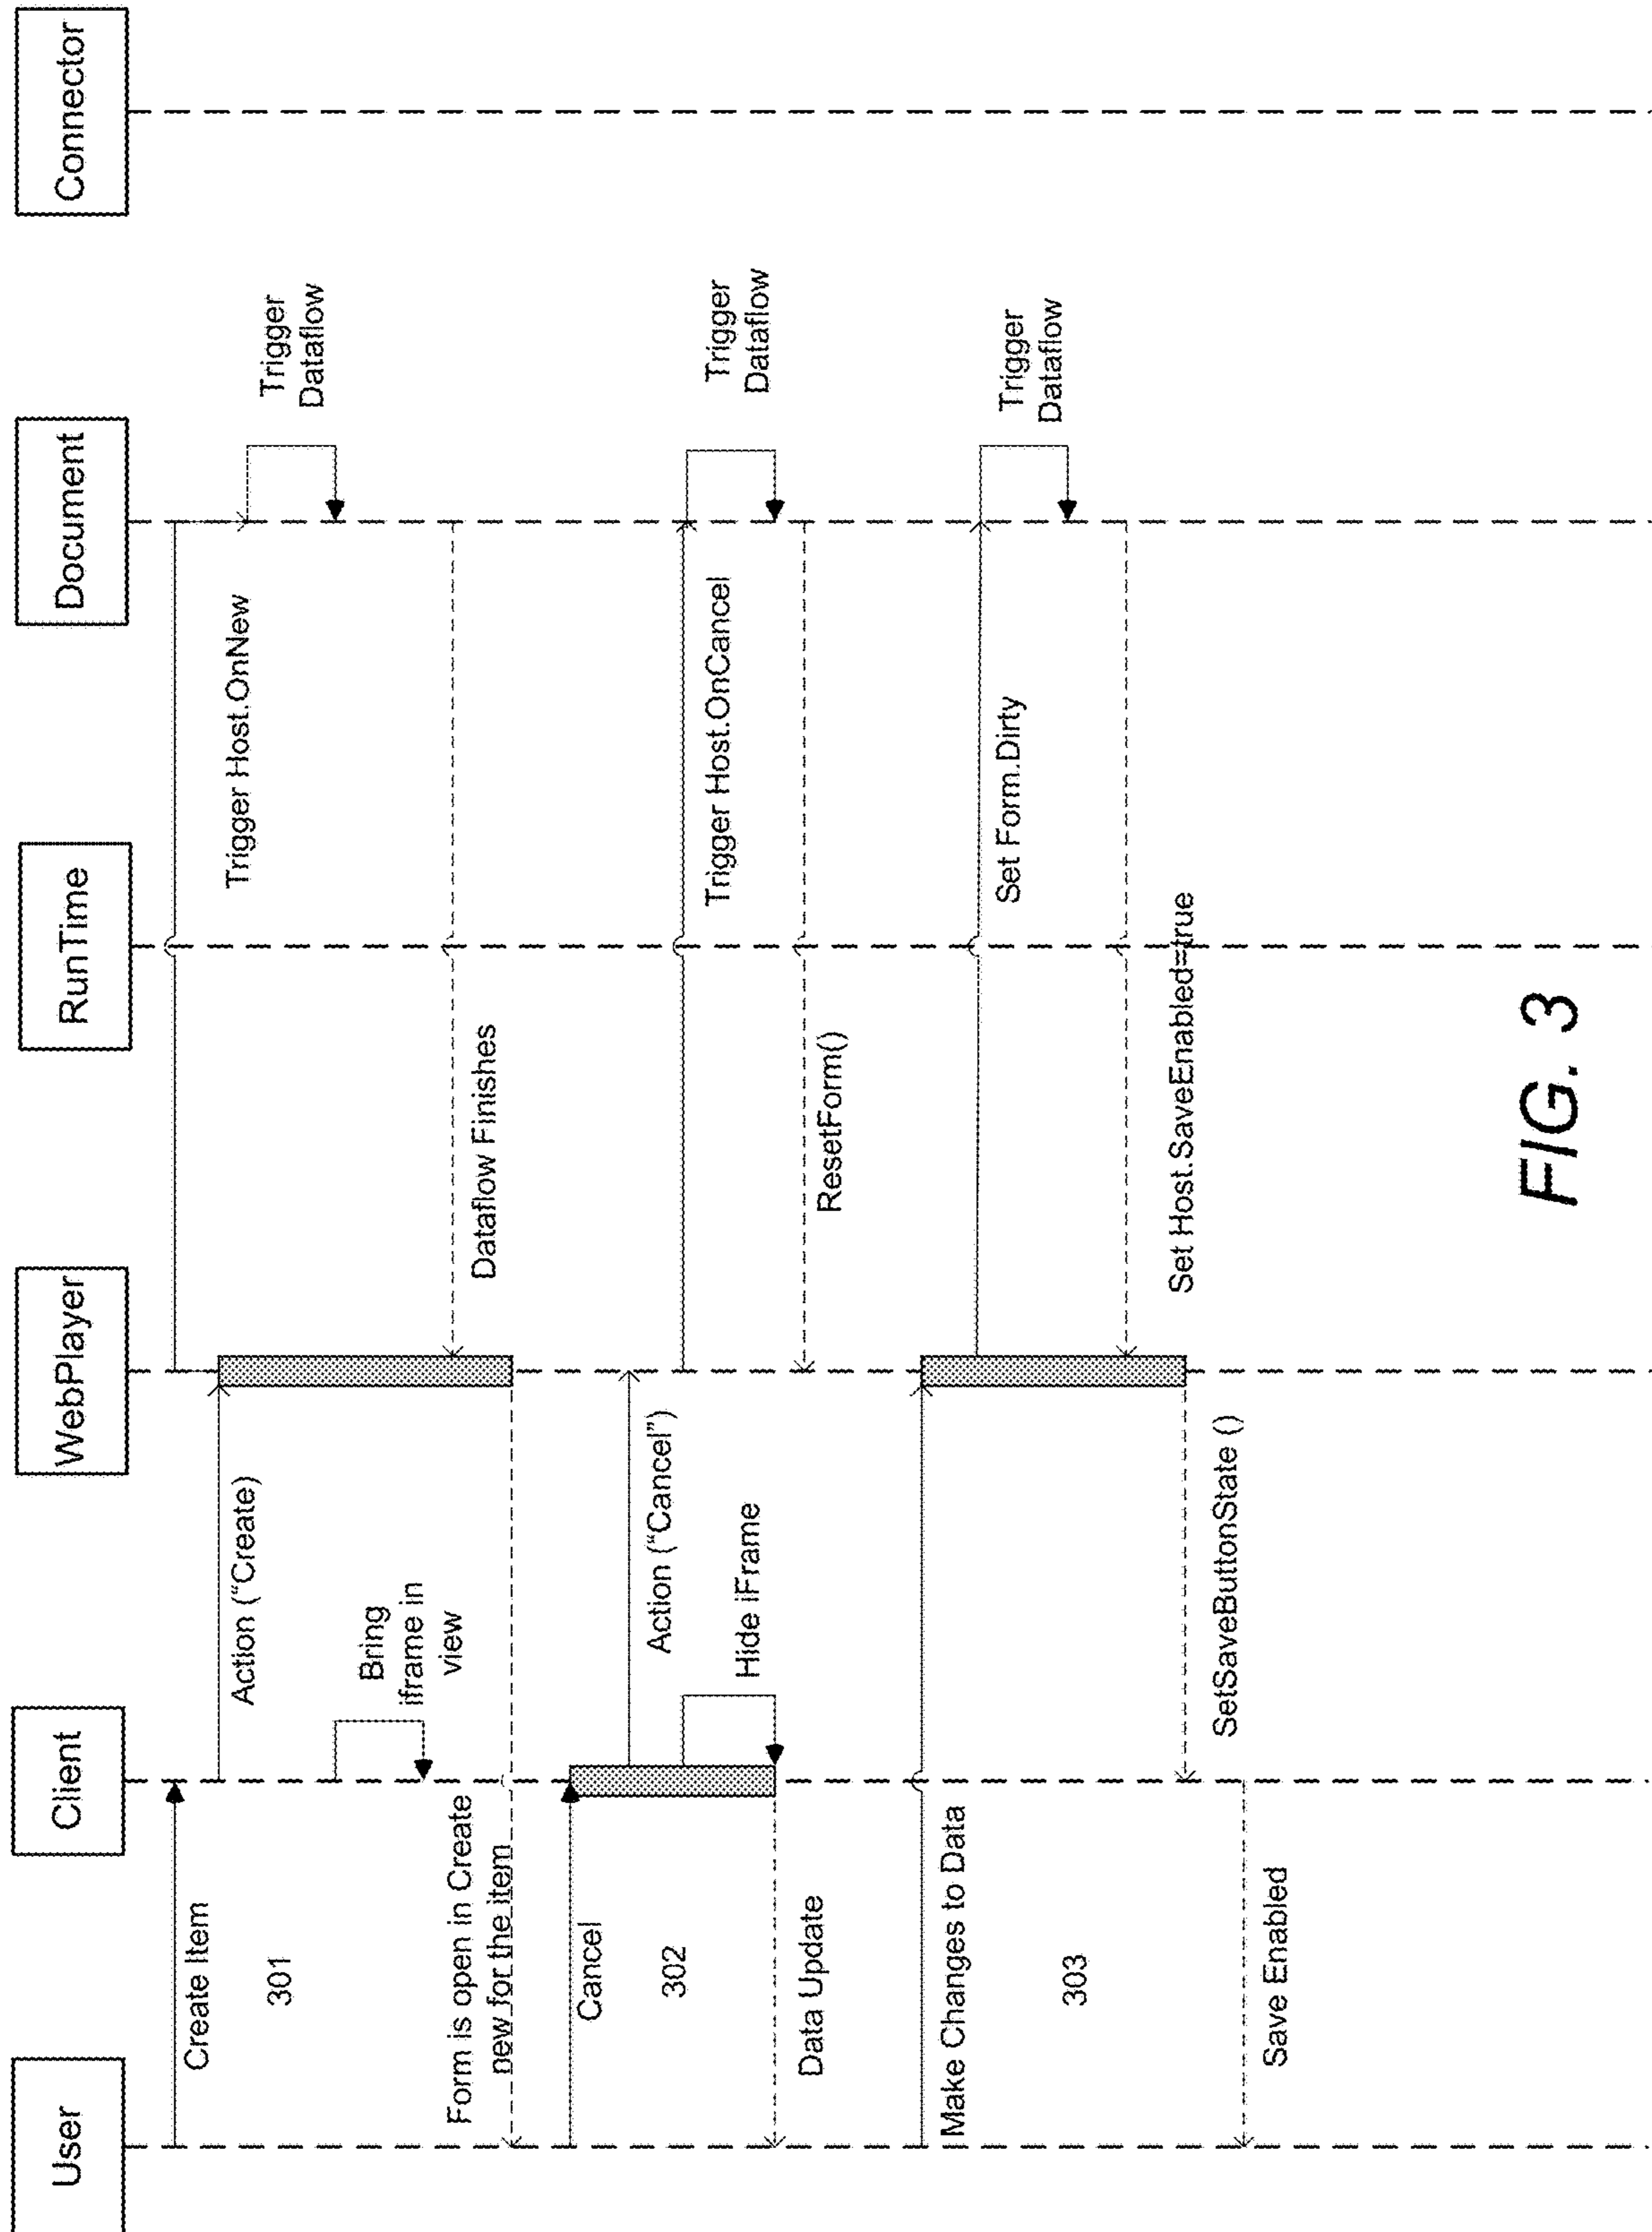 User
Client
WebPlayer
RunTime
Document
Connector
Create Item
301
Action (“Create)
Trigger Host.OnNew
Trigger
Dataflow
Bring
iframe in
view
Dataflow Finishes
Form is open in Create
new for the item
Cancel
302
Action (“Cancel”)
Hide iFrame
Trigger Host.OnCancel
Trigger
Dataflow
ResetForm()
Data Update
Make Changes to Data
303
Set Form.Dirty
Trigger
Dataflow
Set Host.SaveEnabled=true
SetSaveButtonState ()
Save Enabled
FIG. 3